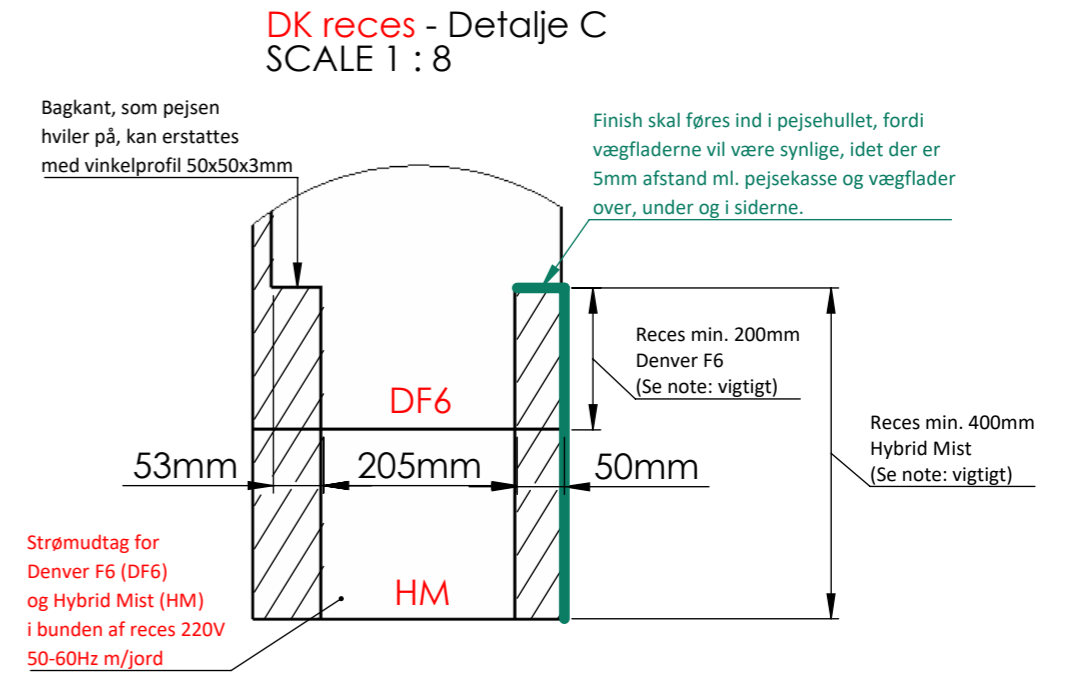 DK reces - Detalje C
SCALE 1 : 8
Bagkant, som pejsen
hviler på, kan erstattes
med vinkelprofil 50x50x3mm
Finish skal føres ind i pejsehullet, fordi
vægfladerne vil være synlige, idet der er
5mm afstand ml. pejsekasse og vægflader
over, under og i siderne.
Reces min. 200mm
Denver F6
(Se note: vigtigt)
DF6
Reces min. 400mm
Hybrid Mist
(Se note: vigtigt)
53mm
205mm
50mm
Strømudtag for
Denver F6 (DF6)
og Hybrid Mist (HM)
i bunden af reces 220V
50-60Hz m/jord
HM